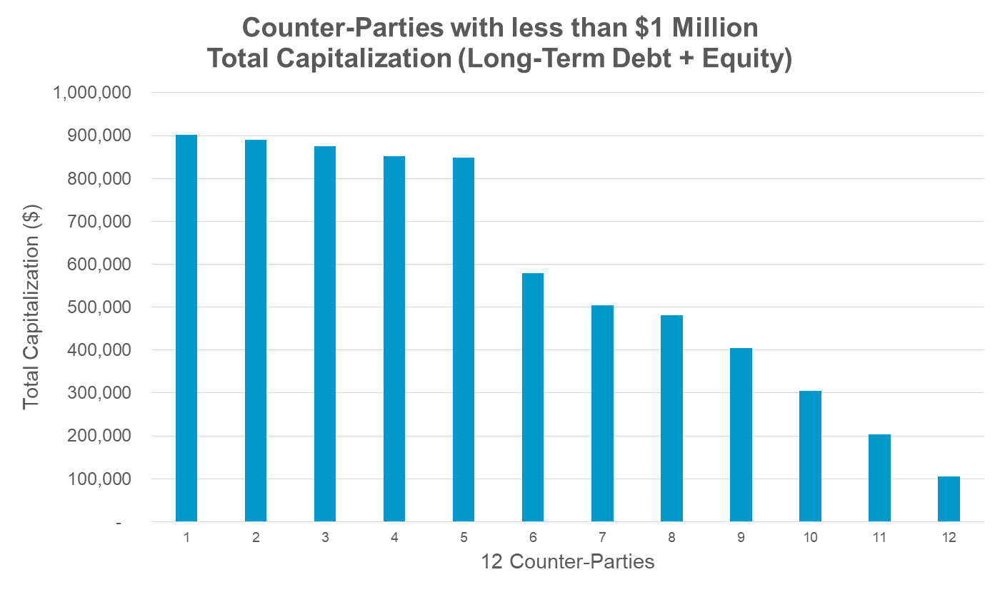 Counter-Parties with less than $1 Million
Total Capitalization (Long-Term Debt + Equity)
1,000,000
900,000
800,000
700,000
600,000
500,000
400,000
300,000
200,000
100,000
-
Total Capitalization ($)
1 2 3 4 5 6 7 8 9 10 11 12
12 Counter-Parties